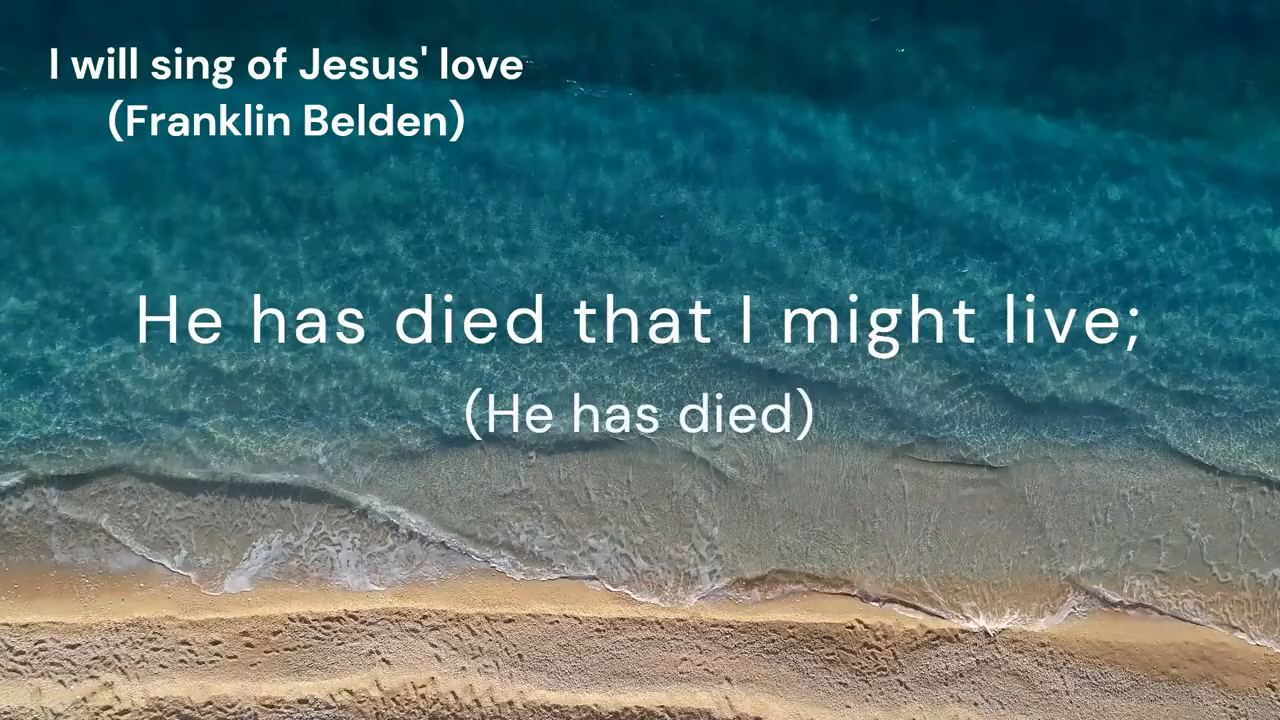 I will sing of Jesus' love
(Franklin Belden)
He has died that I might live;
(He has died)